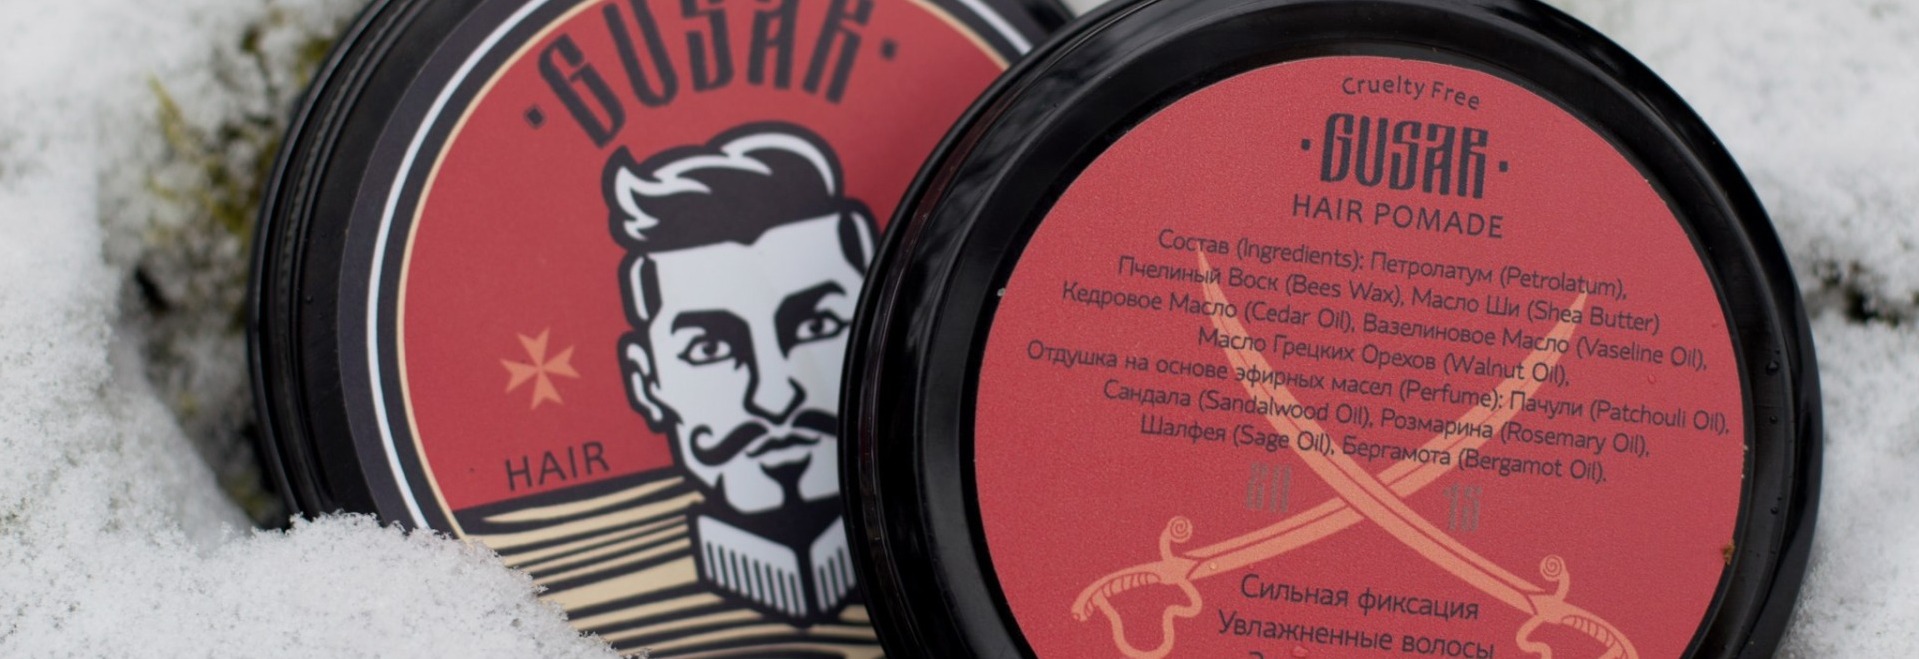 ·GUSAR·
HAIR
Cruelty Free
·GUSAR·
HAIR POMADE
Состав (Ingredients): Петролатум (Petrolatum),
Пчелиный Воск (Bees Wax), Масло Ши (Shea Butter)
Кедровое Масло (Cedar Oil), Вазелиновое Масло (Vaseline Oil),
Масло Грецких Орехов (Walnut Oil),
Отдушка на основе эфирных масел (Perfume): Пачули (Patchouli Oil),
Сандала (Sandalwood Oil), Розмарина (Rosemary Oil),
Шалфея (Sage Oil), Бергамота (Bergamot Oil).
Сильная фиксация
Увлажненные волосы